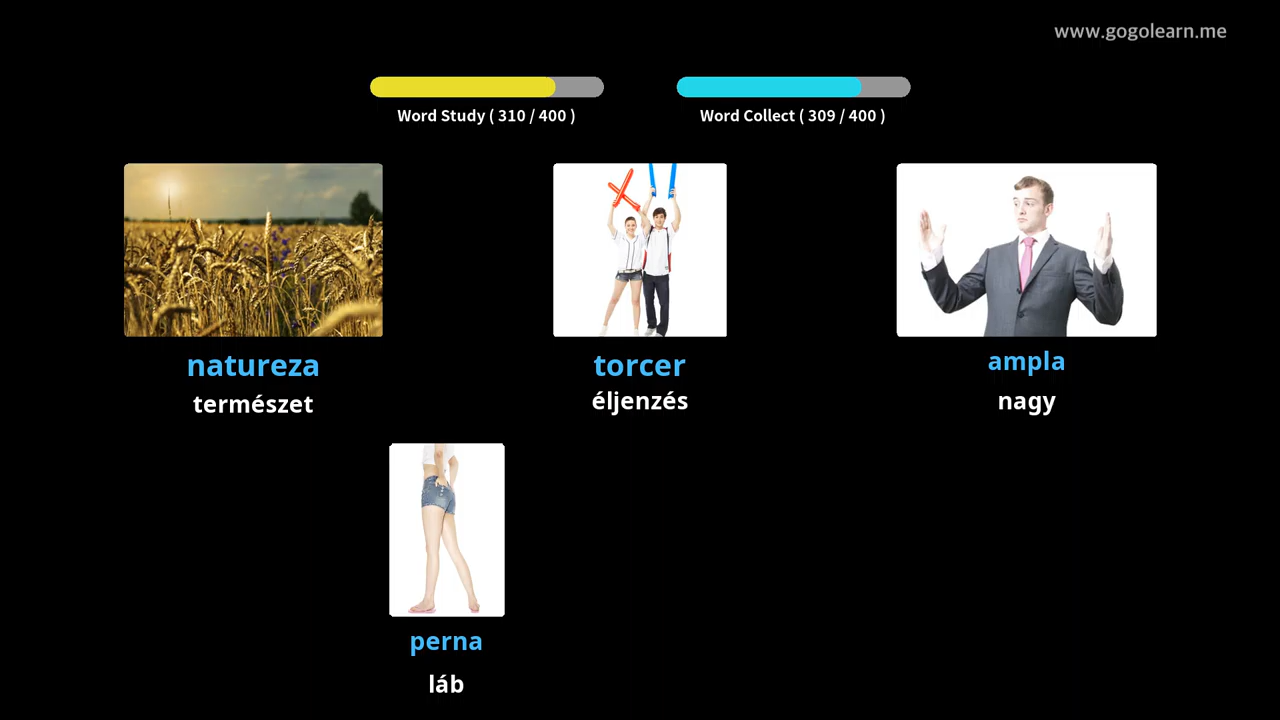 www.gogolearn.me
Word Study ( 310 / 400 )
Word Collect ( 309 / 400 )
natureza
természet
torcer
éljenzés
ampla
nagy
perna
láb